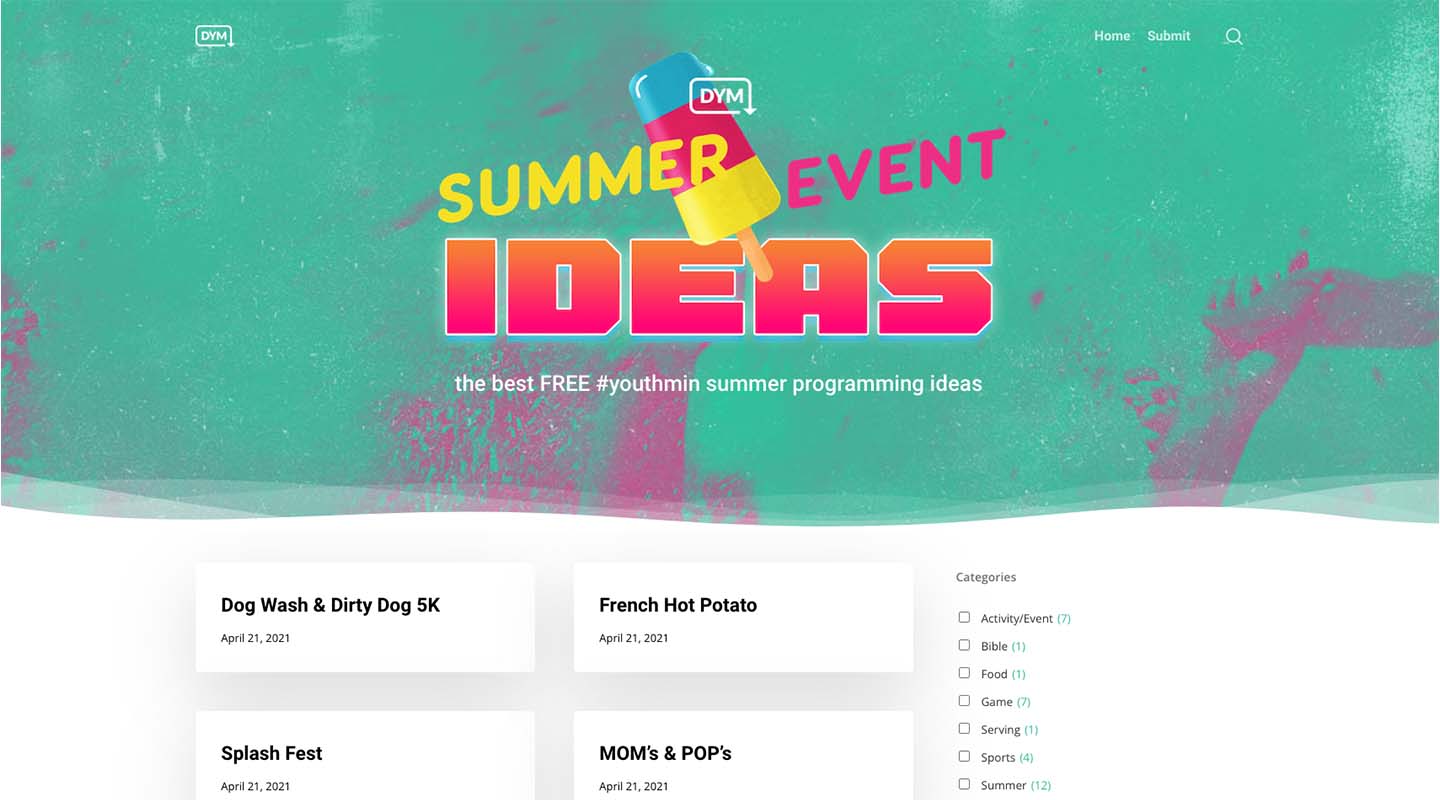 DYM
Home Submit
DYM
SUMMER EVENT
IDEAS
the best FREE #youthmin summer programming ideas
Dog Wash & Dirty Dog 5K
April 21, 2021
French Hot Potato
April 21, 2021
Splash Fest
April 21, 2021
MOM’s & POP’s
April 21, 2021
Categories
Activity/Event (7)
Bible (1)
Food (1)
Game (7)
Serving (1)
Sports (4)
Summer (12)